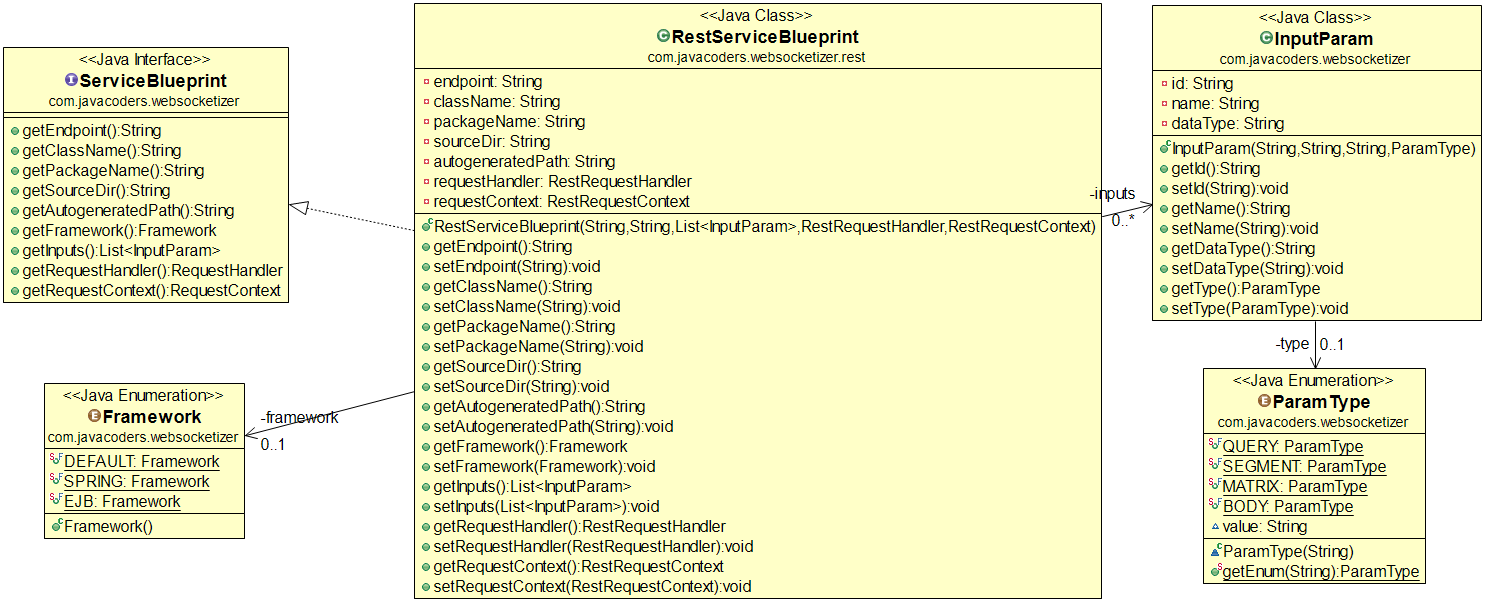 <<Java Interface>>
ServiceBlueprint
com.javacoders.websocketizer
getEndpoint():String
getClassName():String
getPackageName():String
getSourceDir():String
getAutogeneratedPath():String
getFramework():Framework
getInputs():List<InputParam>
getRequestHandler():RequestHandler
getRequestContext():RequestContext
<<Java Class>>
RestServiceBlueprint
com.javacoders.websocketizer.rest
endpoint: String
className: String
packageName: String
sourceDir: String
autogeneratedPath: String
requestHandler: RestRequestHandler
requestContext: RestRequestContext
RestServiceBlueprint(String,String,List<InputParam>,RestRequestHandler,RestRequestContext)
getEndpoint():String
setEndpoint(String):void
getClassName():String
setClassName(String):void
getPackageName():String
setPackageName(String):void
getSourceDir():String
setSourceDir(String):void
getAutogeneratedPath():String
setAutogeneratedPath(String):void
getFramework():Framework
setFramework(Framework):void
getInputs():List<InputParam>
setInputs(List<InputParam>):void
getRequestHandler():RestRequestHandler
setRequestHandler(RestRequestHandler):void
getRequestContext():RestRequestContext
setRequestContext(RestRequestContext):void
-inputs
0..*
<<Java Class>>
InputParam
com.javacoders.websocketizer
id: String
name: String
dataType: String
InputParam(String,String,String,ParamType)
getId():String
setId(String):void
getName():String
setName(String):void
getDataType():String
setDataType(String):void
getType():ParamType
setType(ParamType):void
-type
0..1
<<Java Enumeration>>
Framework
com.javacoders.websocketizer
DEFAULT: Framework
SPRING: Framework
EJB: Framework
Framework()
-framework
0..1
<<Java Enumeration>>
ParamType
com.javacoders.websocketizer
QUERY: ParamType
SEGMENT: ParamType
MATRIX: ParamType
BODY: ParamType
value: String
ParamType(String)
getEnum(String):ParamType